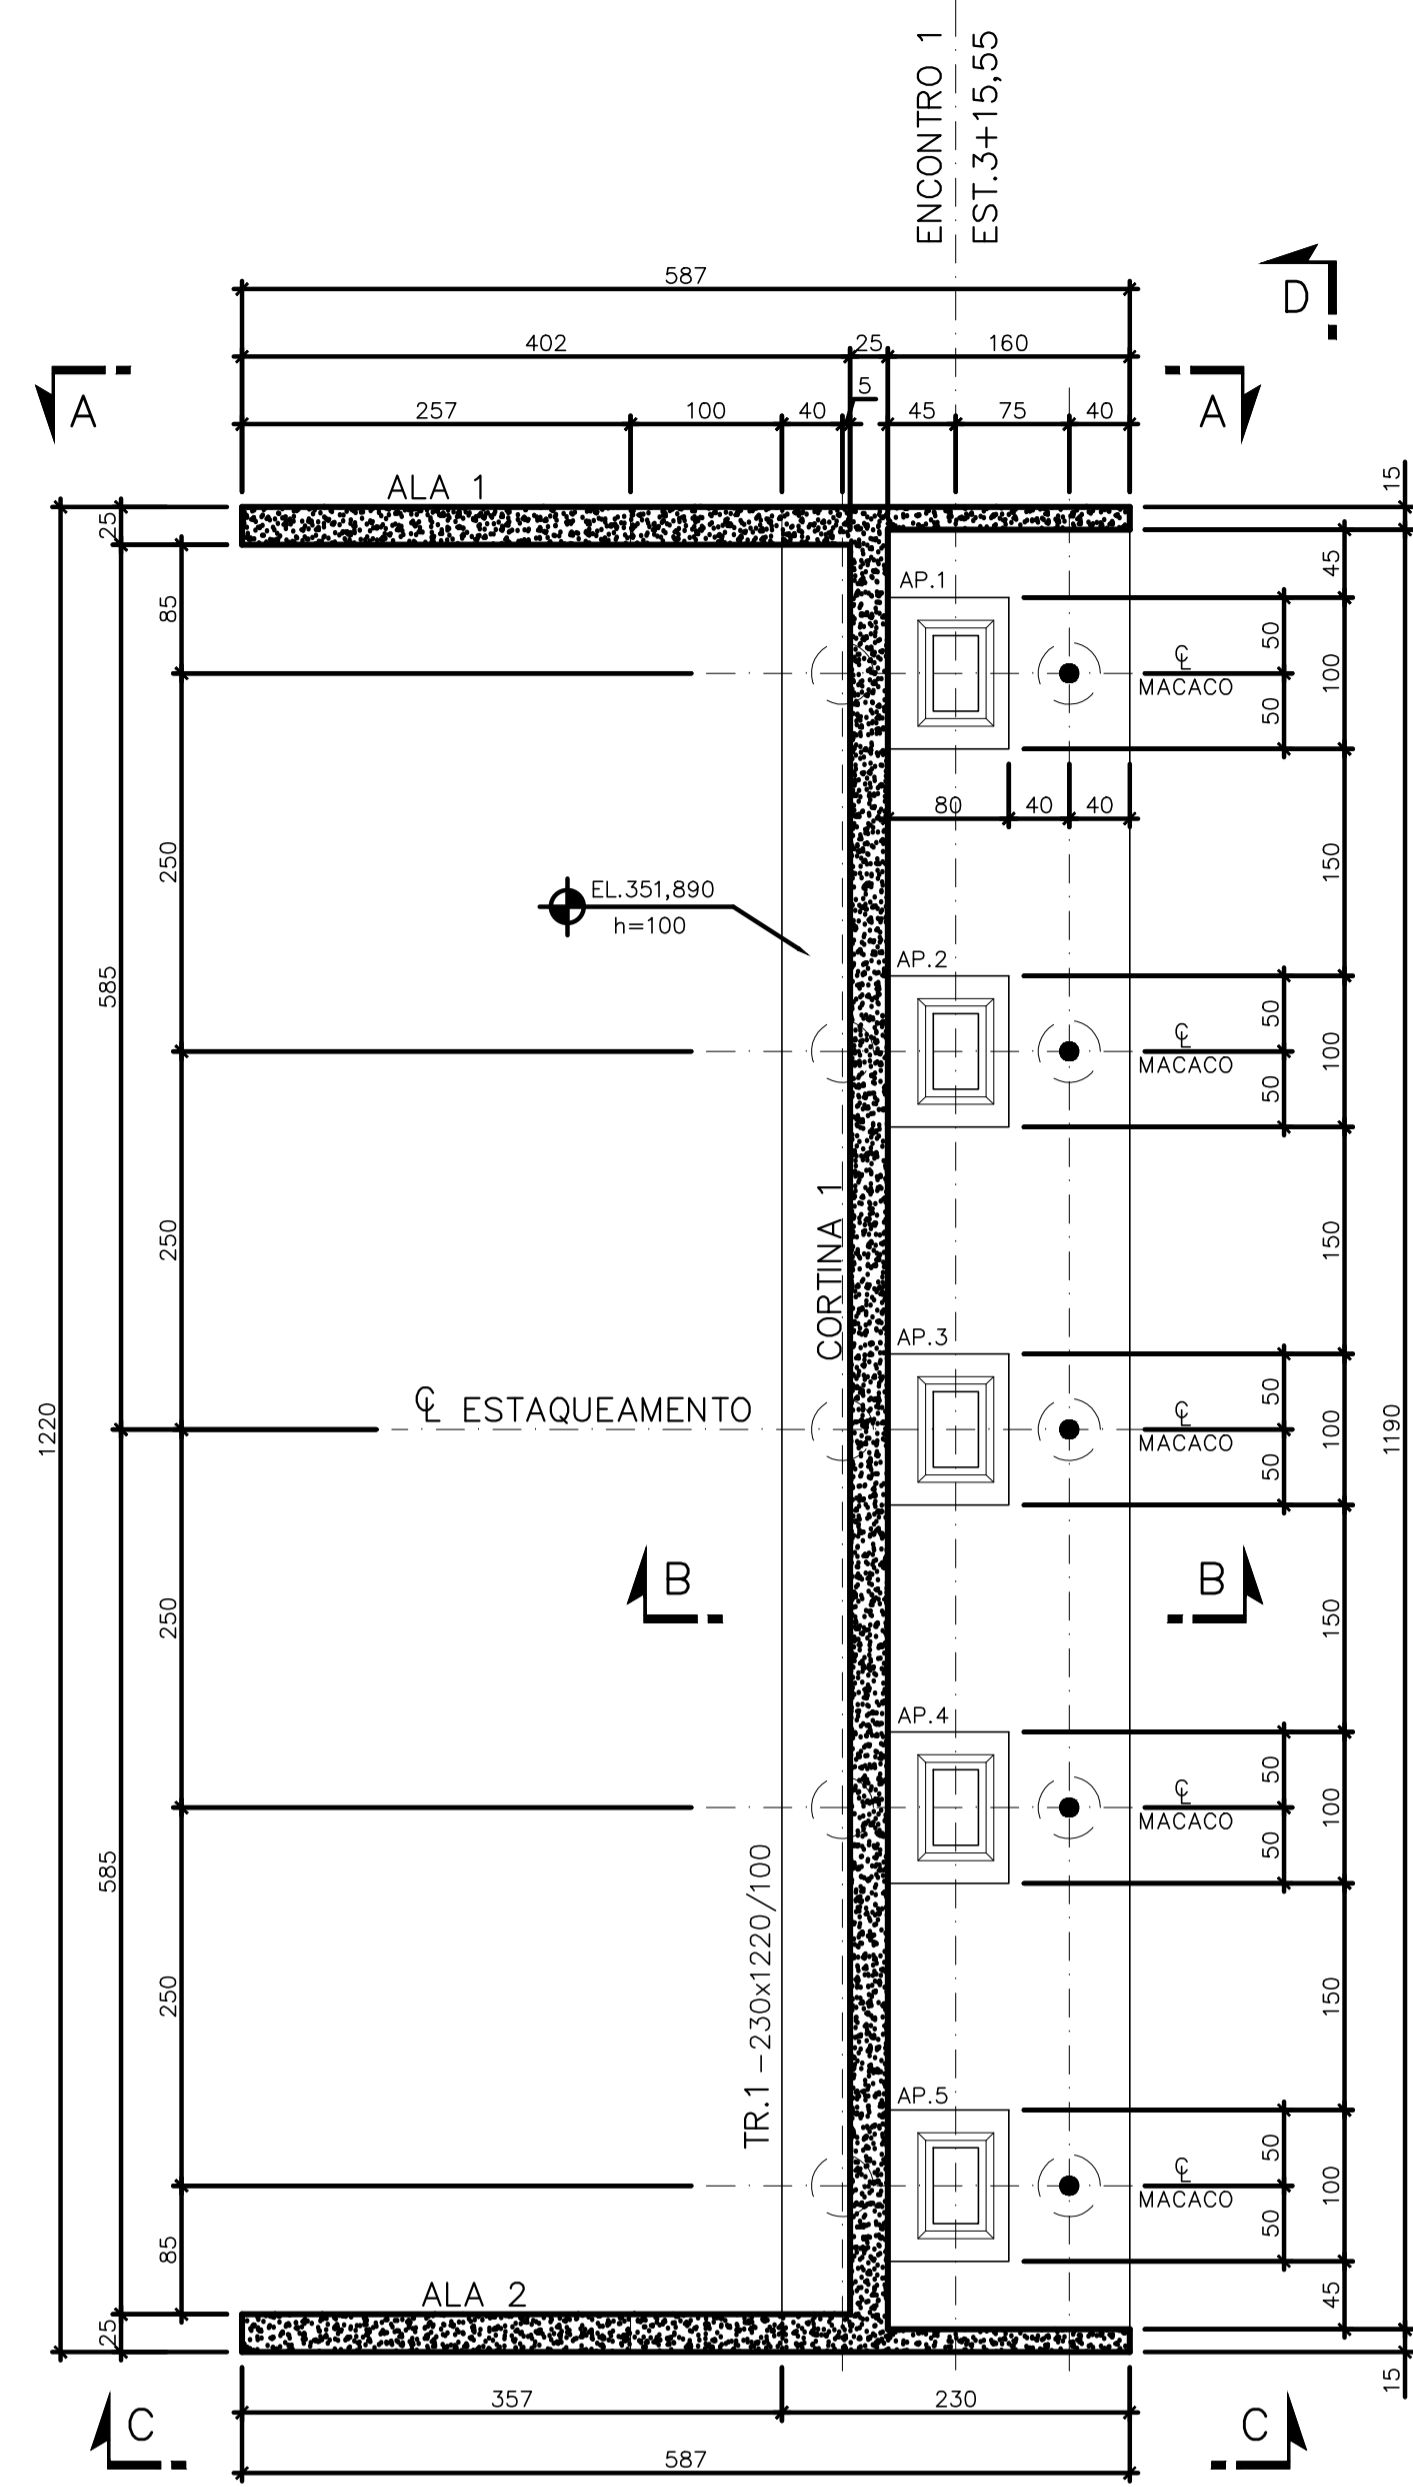 ENCONTRO 1
EST.3+15,55
D
587
402
25
160
5
257
100
40
45
75
40
A
A
ALA 1
15
25
85
45
AP.1
50
100
50
℄
MACACO
80
40
40
250
150
EL.351,890
h=100
585
AP.2
50
100
50
℄
MACACO
CORTINA 1
250
150
AP.3
℄ ESTAQUEAMENTO
50
100
50
℄
MACACO
1220
1190
B
B
250
150
AP.4
50
100
50
℄
MACACO
585
TR.1 -230x1220/100
250
150
AP.5
50
100
50
℄
MACACO
85
45
ALA 2
25
15
357
230
C
C
587